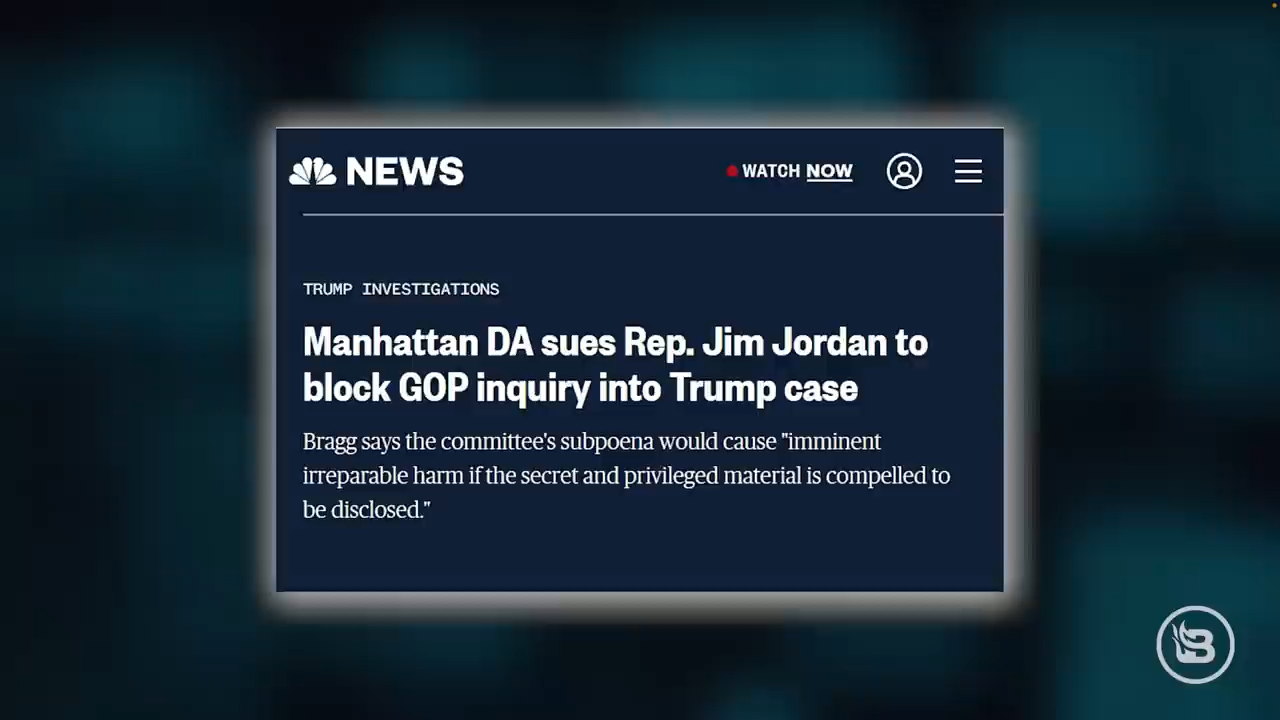 NEWS
WATCH NOW
TRUMP INVESTIGATIONS
Manhattan DA sues Rep. Jim Jordan to
block GOP inquiry into Trump case
Bragg says the committee's subpoena would cause "imminent
irreparable harm if the secret and privileged material is compelled to
be disclosed."
B